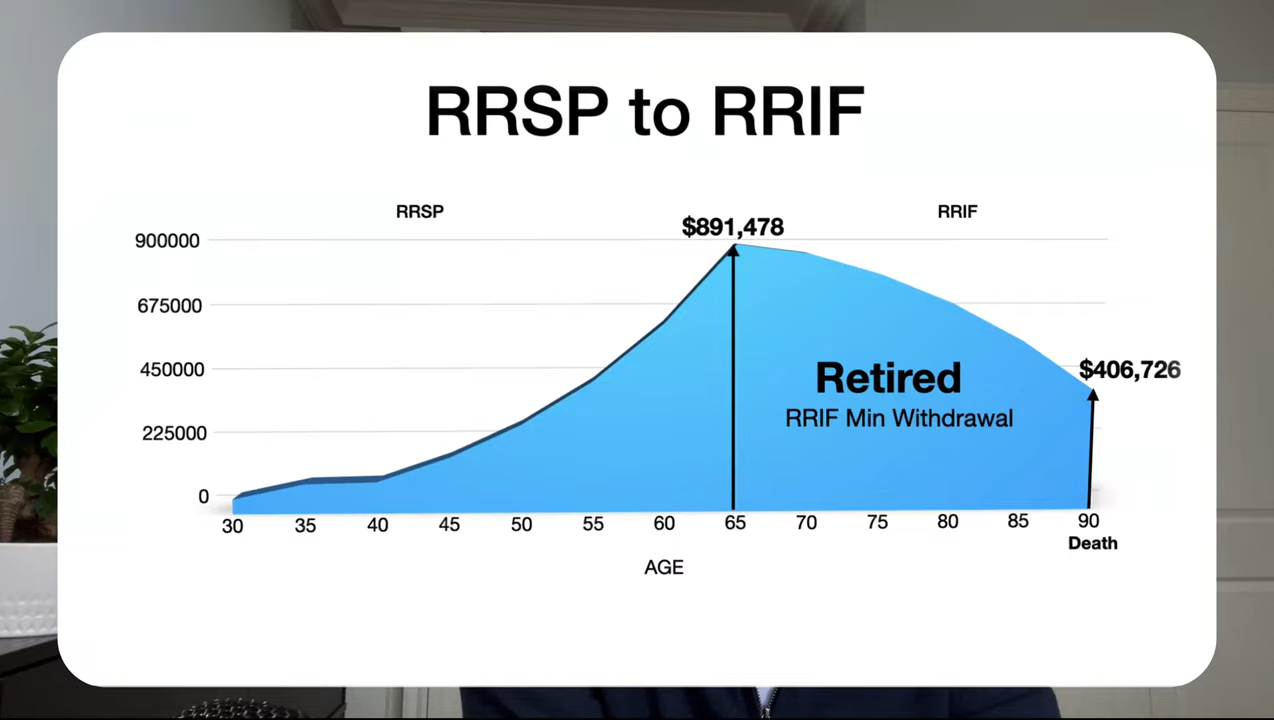 RRSP to RRIF
RRSP
RRIF
$891,478
900000
675000
450000
225000
0
Retired
RRIF Min Withdrawal
$406,726
30 35 40 45 50 55 60 65 70 75 80 85 90
Death
AGE